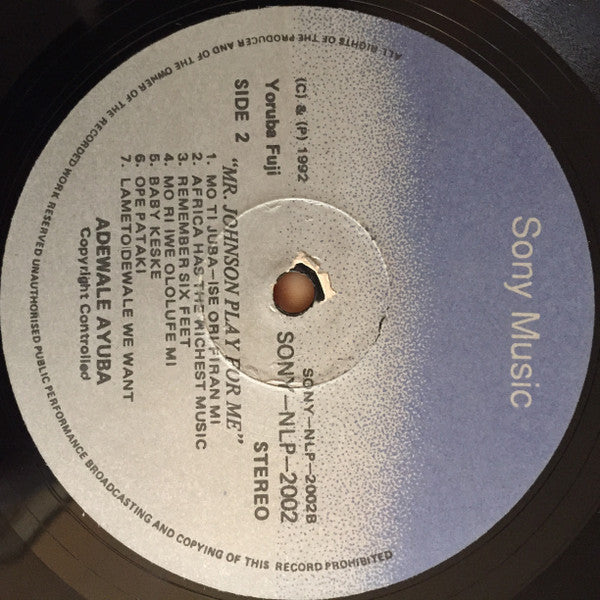 Sony Music
SONY-NLP-2002B
SONY-NLP-2002
(C) & (P) 1992
Yoruba Fuji
SIDE 2
STEREO
"MR. JOHNSON PLAY FOR ME"
1. MO TI JUBA-ISE ORI FIRAN MI
2. AFRICA HAS THE RICHEST MUSIC
3. REMEMBER SIX FEET
4. MO RI IWE OLOLUFE MI
5. BABY KESKE
6. OPE PATAKI
7. LAMETO/DEWALE WE WANT
ADEWALE AYUBA
Copyright Controlled
ALL RIGHTS OF THE PRODUCER AND OF THE OWNER OF THE RECORDED WORK RESERVED UNAUTHORISED PUBLIC PERFORMANCE BROADCASTING AND COPYING OF THIS RECORD PROHIBITED